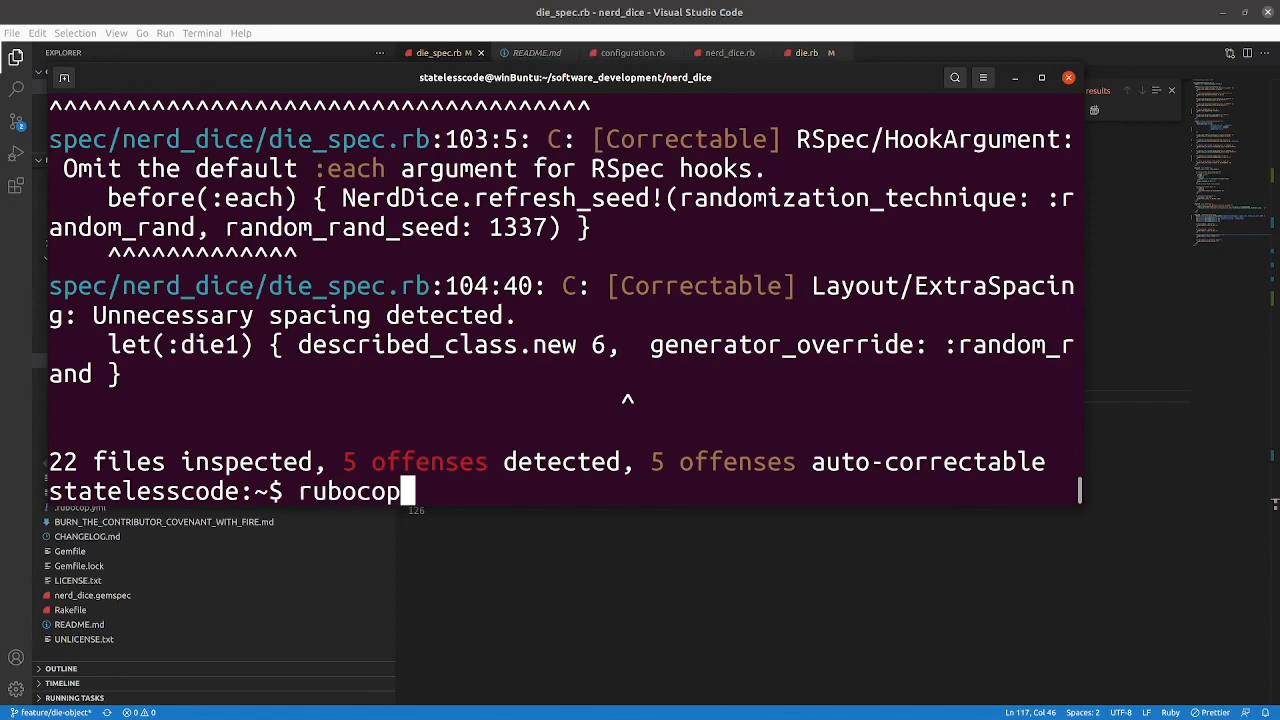 die_spec.rb - nerd_dice - Visual Studio Code
File Edit Selection View Go Run Terminal Help
EXPLORER
die_spec.rb M README.md configuration.rb nerd_dice.rb die.rb M
statelesscode@winBuntu:~/software_development/nerd_dice
results
^^^^^^^^^^^^^^^^^^^^^^^^^^^^^^^^^^^^^
spec/nerd_dice/die_spec.rb:103:5: C: [Correctable] RSpec/HookArgument:
Omit the default :each argument for RSpec hooks.
before(:each) { NerdDice.refresh_seed!(randomization_technique: :r
andom_rand, random_rand_seed: 1337) }
^^^^^^^^^^^^^
spec/nerd_dice/die_spec.rb:104:40: C: [Correctable] Layout/ExtraSpacin
g: Unnecessary spacing detected.
let(:die1) { described_class.new 6,  generator_override: :random_r
and }
^
22 files inspected, 5 offenses detected, 5 offenses auto-correctable
statelesscode:~$ rubocop
126
.rubocop.yml
BURN_THE_CONTRIBUTOR_COVENANT_WITH_FIRE.md
CHANGELOG.md
Gemfile
Gemfile.lock
LICENSE.txt
nerd_dice.gemspec
Rakefile
README.md
UNLICENSE.txt
OUTLINE
TIMELINE
RUNNING TASKS
feature/die-object* 0 0 Ln 117, Col 46 Spaces: 2 UTF-8 LF Ruby Prettier